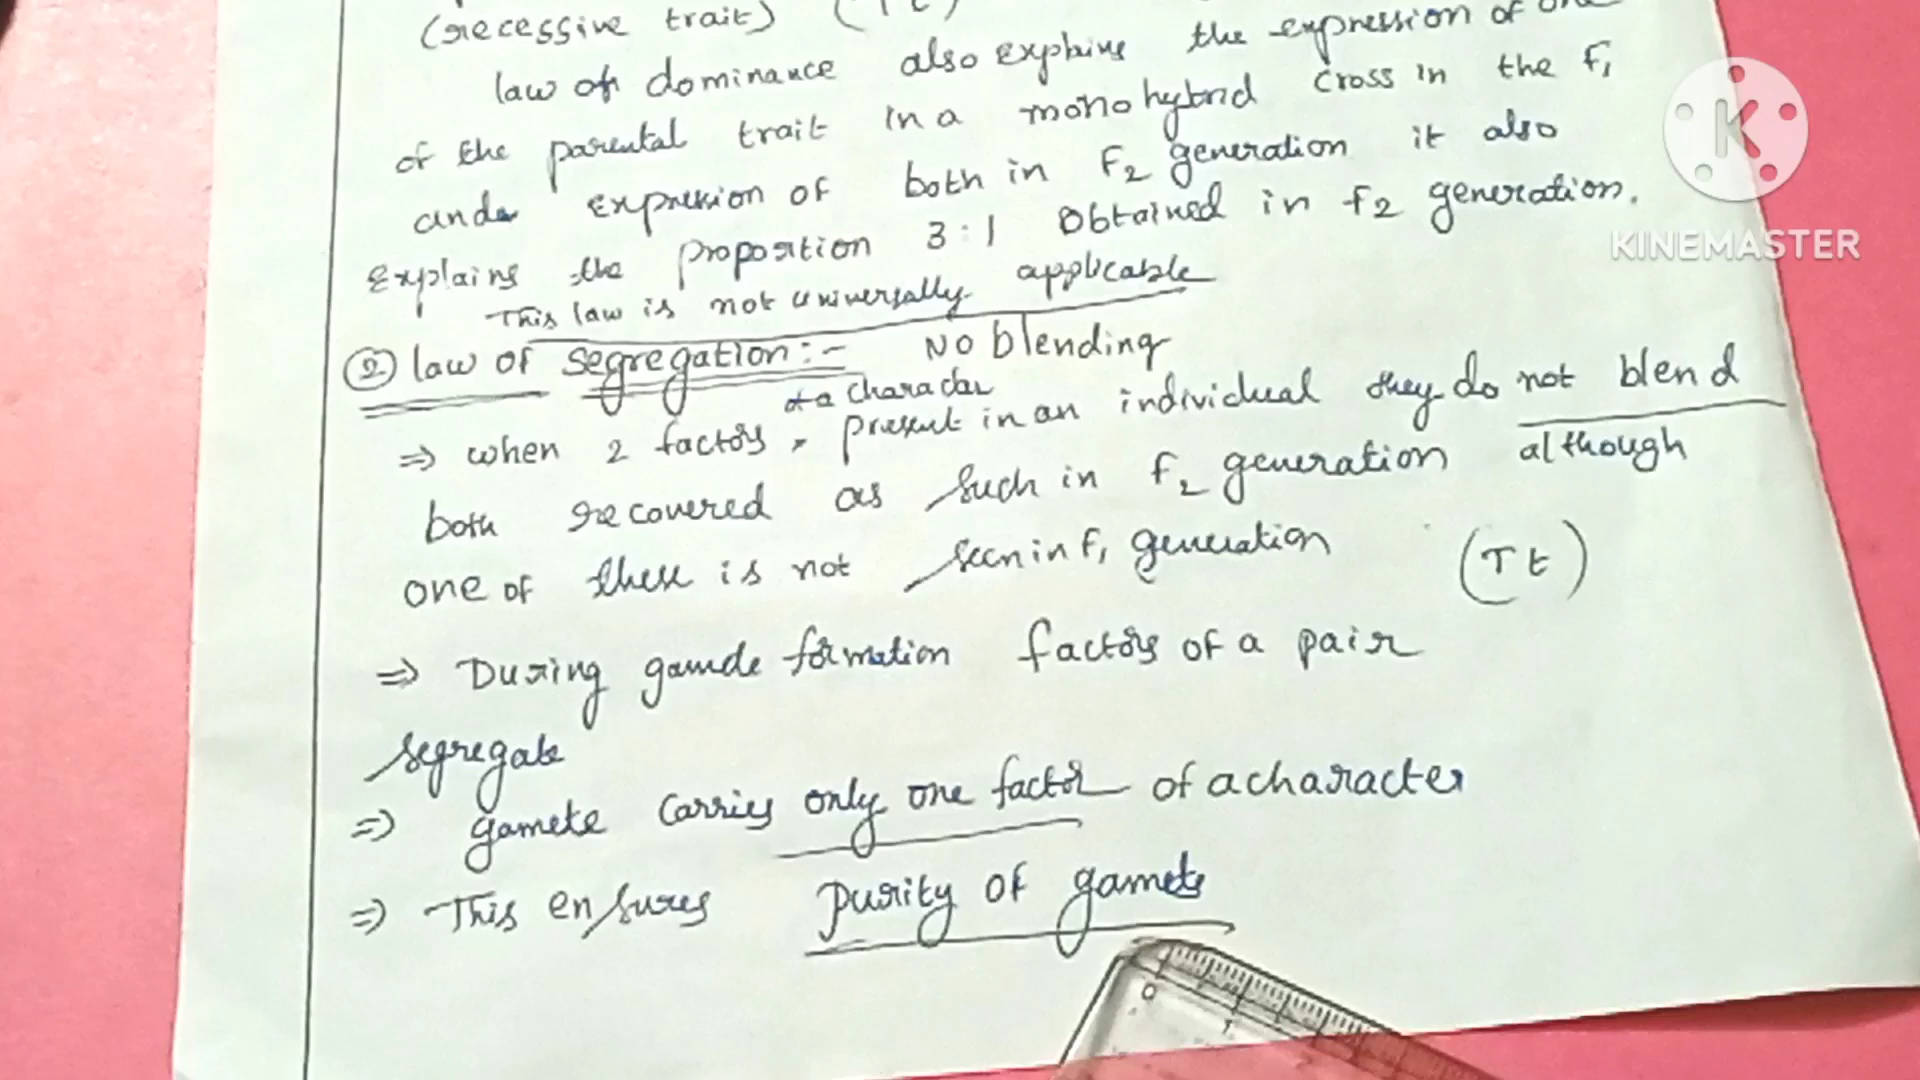 (recessive trait) (Tt)
law of dominance also explains the expression of one
of the parental trait in a monohybrid cross in the F1
and expression of both in F2 generation it also
explains the proportion 3:1 obtained in f2 generation.
This law is not universally applicable
② law of segregation:- No blending
of a character
⇒ when 2 factors present in an individual they do not blend
both recovered as such in f2 generation although
one of these is not seen in F1 generation (Tt)
⇒ During gamete formation factors of a pair
segregate
⇒ gamete carries only one factor of a character
⇒ This ensures purity of gamete
K
KINEMASTER
0
1